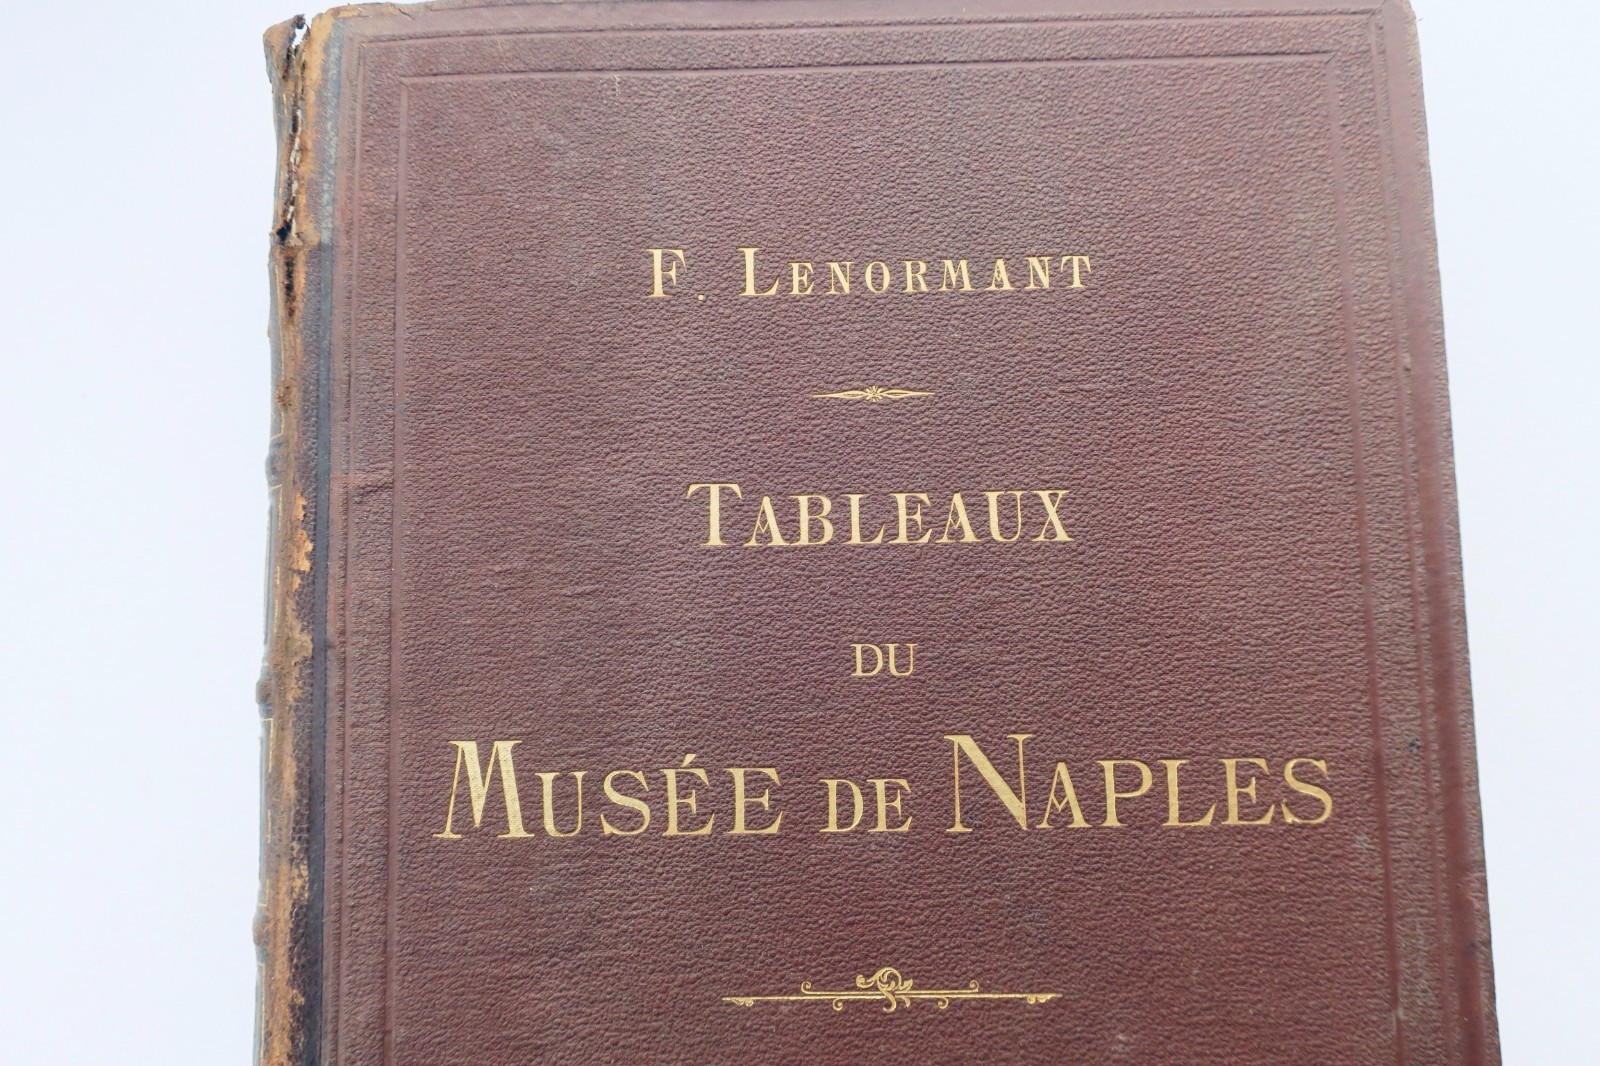 F. LENORMANT
TABLEAUX
DU
MUSÉE DE NAPLES